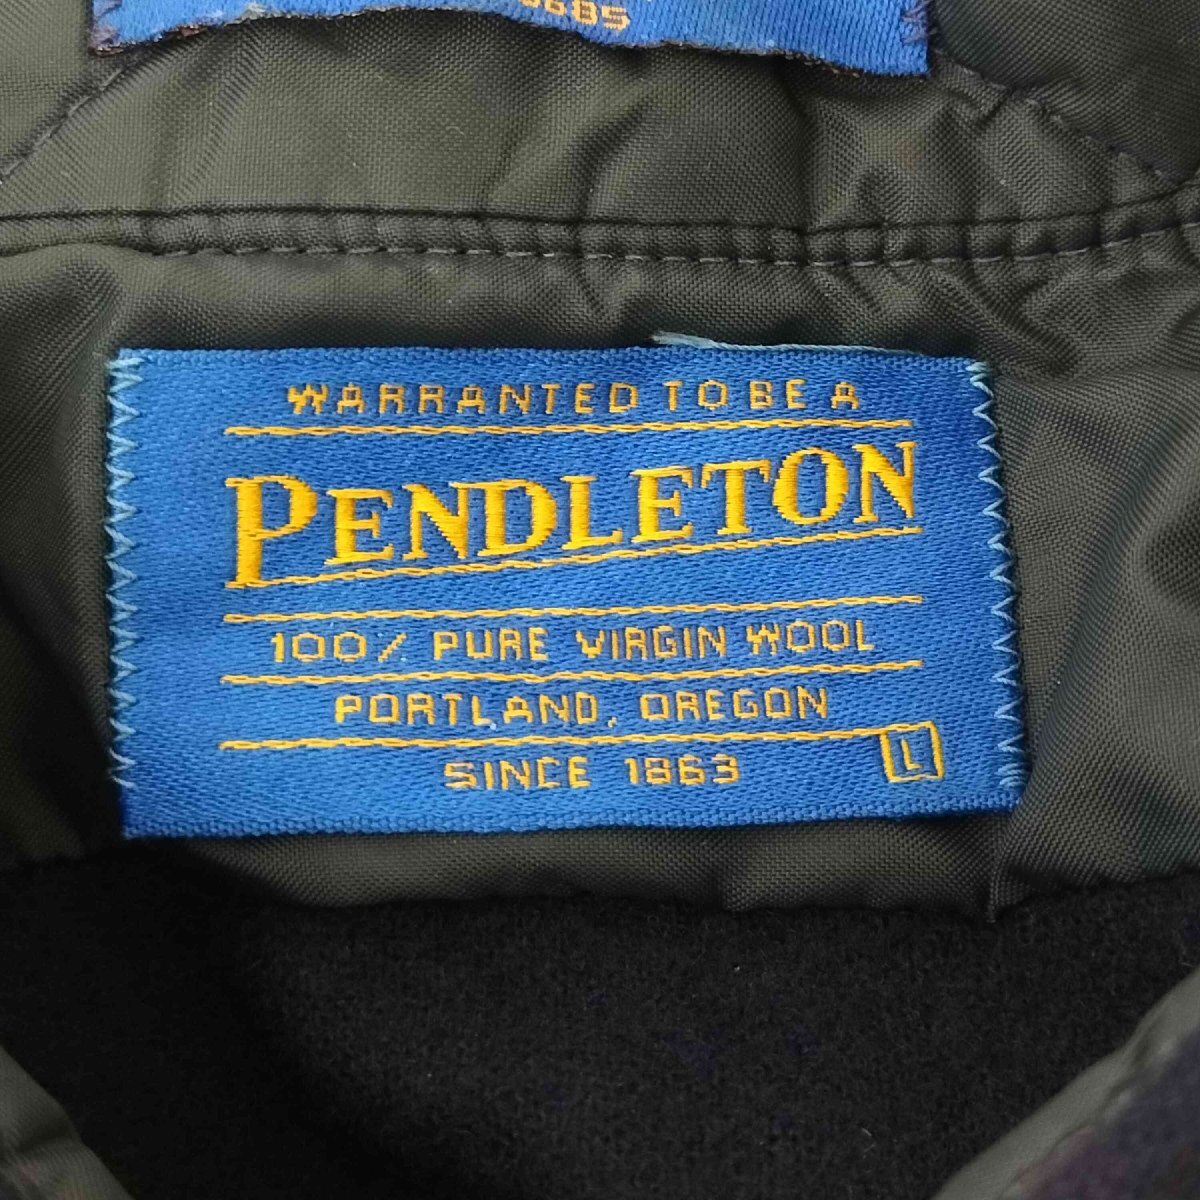 WARRANTED TO BE A
PENDLETON
100% PURE VIRGIN WOOL
PORTLAND, OREGON
SINCE 1863
L